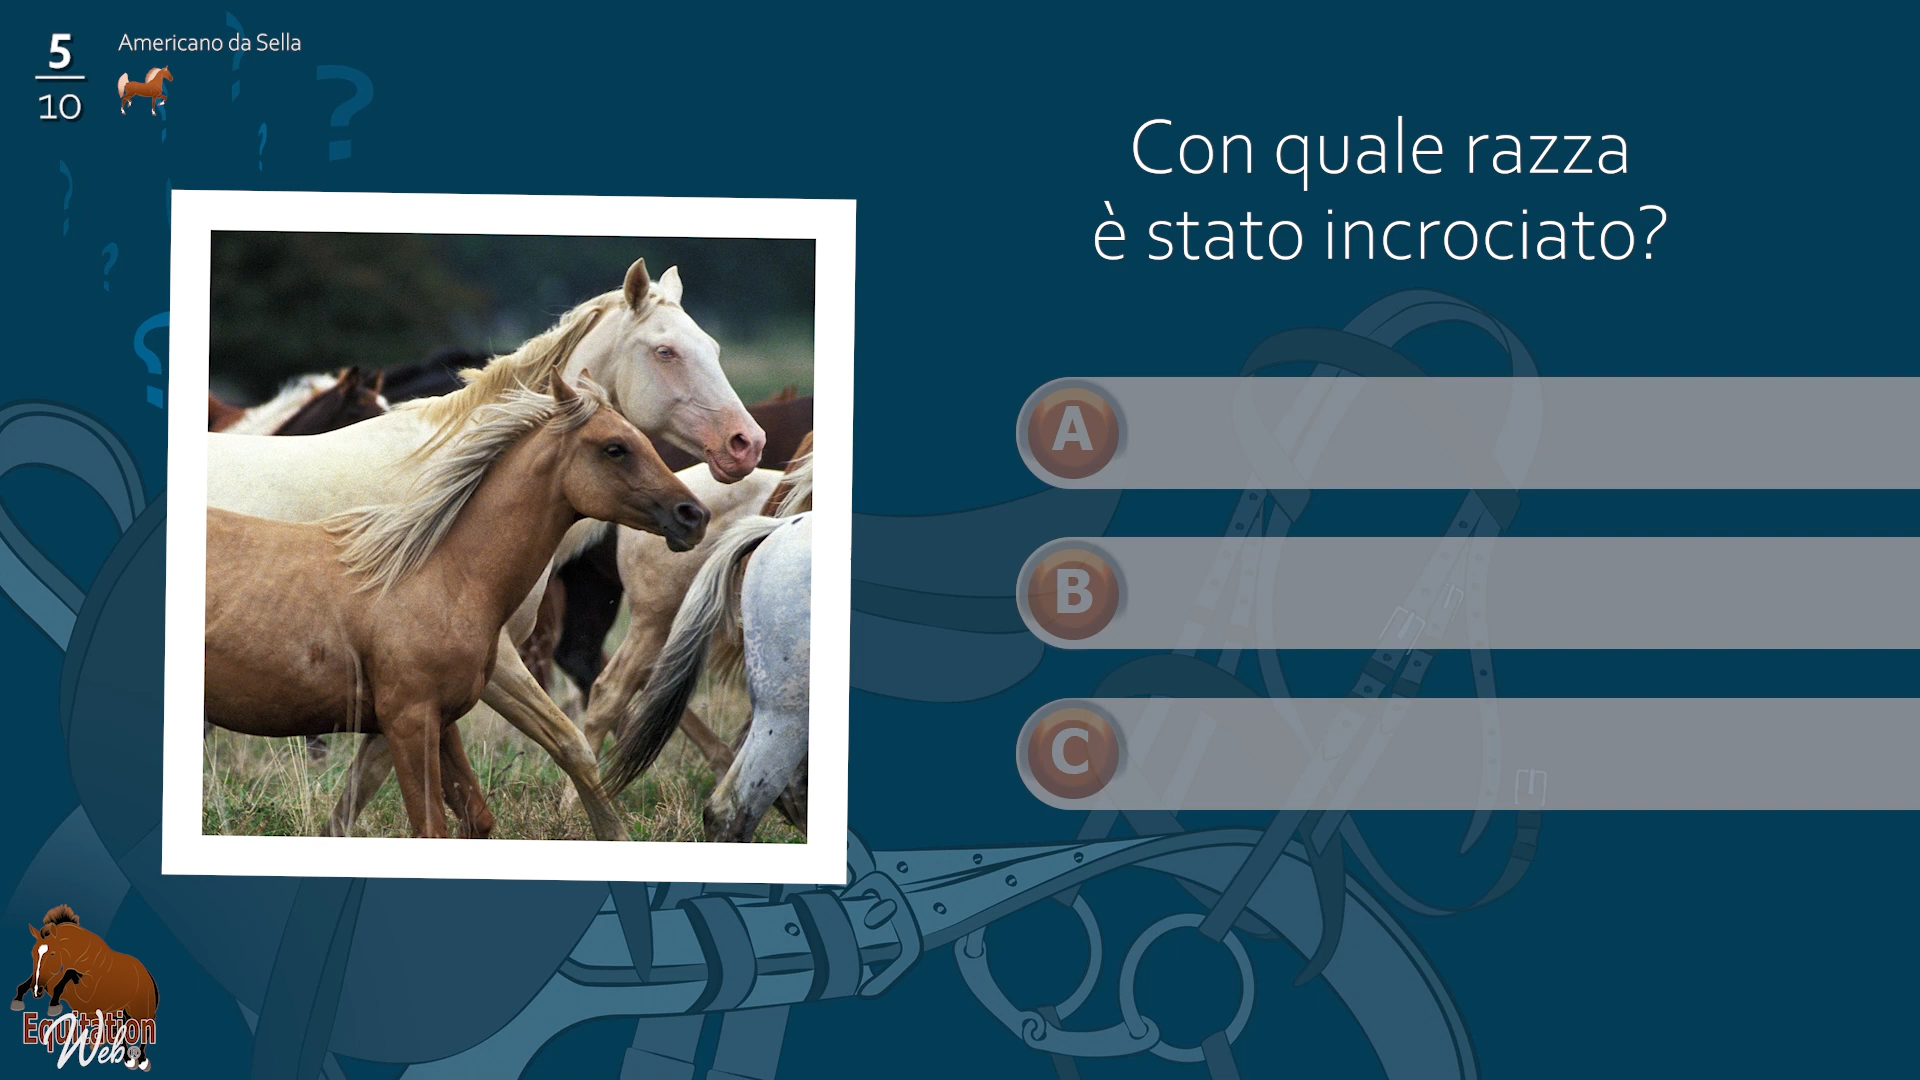 5
10
Americano da Sella
Con quale razza
è stato incrociato?
A
B
C
Equitation
Web